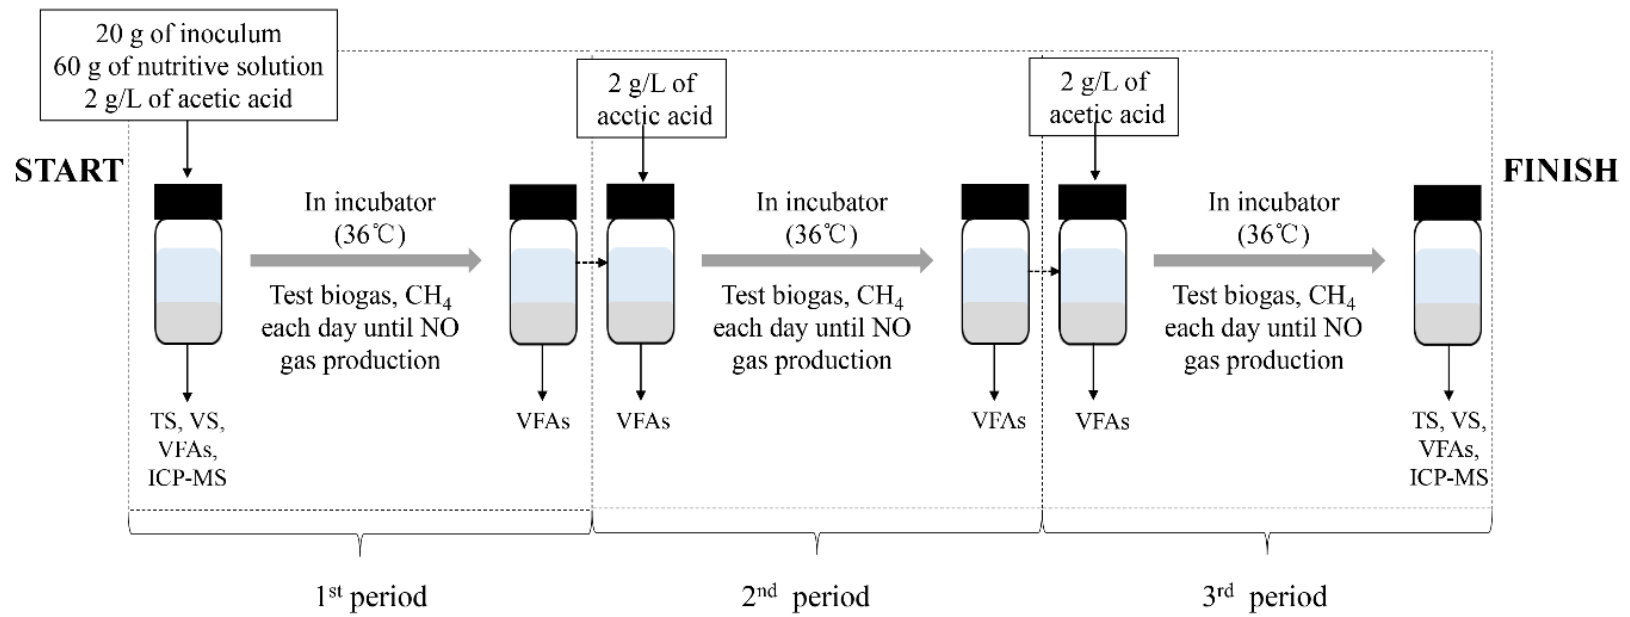 20 g of inoculum
60 g of nutritive solution
2 g/L of acetic acid
2 g/L of
acetic acid
2 g/L of
acetic acid
START
FINISH
In incubator
(36℃)
Test biogas, CH₄
each day until NO
gas production
In incubator
(36℃)
Test biogas, CH₄
each day until NO
gas production
In incubator
(36℃)
Test biogas, CH₄
each day until NO
gas production
TS, VS,
VFAs,
ICP-MS
VFAs
VFAs
VFAs
VFAs
TS, VS,
VFAs,
ICP-MS
1st period
2nd period
3rd period